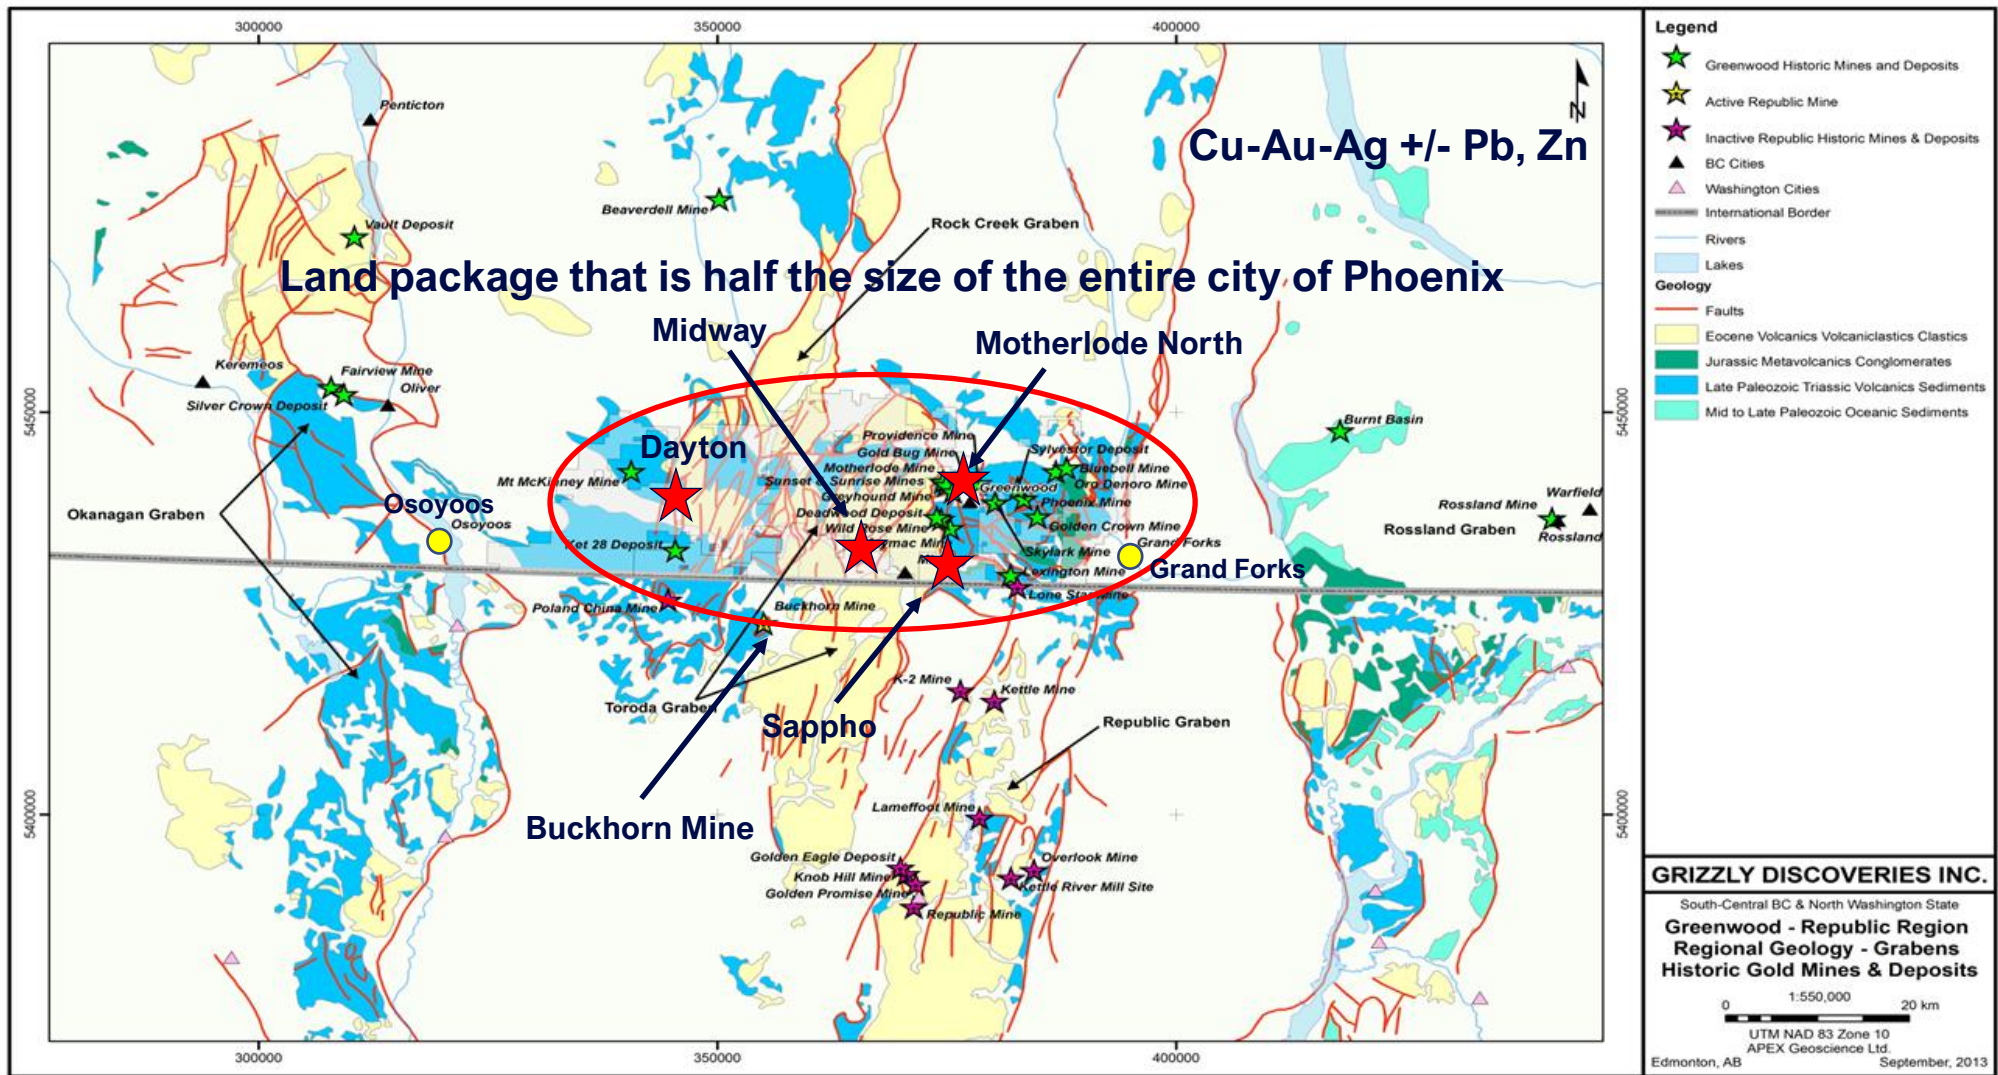 300000
350000
400000
Penticton
Cu-Au-Ag +/- Pb, Zn
Beaverdell Mine
Vault Deposit
Rock Creek Graben
Land package that is half the size of the entire city of Phoenix
Midway
Motherlode North
Keremeos
Fairview Mine
Oliver
Silver Crown Deposit
5450000
5450000
Burnt Basin
Dayton
Providence Mine
Gold Bug Mine
Sylvestor Deposit
Motherlode Mine
Bluebell Mine
Mt McKinney Mine
Sunset & Sunrise Mines
Oro Denoro Mine
Greenwood
Greyhound Mine
Phoenix Mine
Rossland Mine
Warfield
Osoyoos
Osoyoos
Okanagan Graben
Deadwood Deposit
Golden Crown Mine
Rossland Graben
Rossland
Wild Rose Mine
Ket 28 Deposit
Skylark Mine
Grand Forks
Grand Forks
Lexington Mine
Lone Star Mine
Poland China Mine
Buckhorn Mine
K-2 Mine
Kettle Mine
Toroda Graben
Sappho
Republic Graben
Buckhorn Mine
Lameffoot Mine
5400000
5400000
Golden Eagle Deposit
Overlook Mine
Knob Hill Mine
Kettle River Mill Site
Golden Promise Mine
Republic Mine
300000
350000
400000
N
Legend
Greenwood Historic Mines and Deposits
Active Republic Mine
Inactive Republic Historic Mines & Deposits
BC Cities
Washington Cities
International Border
Rivers
Lakes
Geology
Faults
Eocene Volcanics Volcaniclastics Clastics
Jurassic Metavolcanics Conglomerates
Late Paleozoic Triassic Volcanics Sediments
Mid to Late Paleozoic Oceanic Sediments
GRIZZLY DISCOVERIES INC.
South-Central BC & North Washington State
Greenwood - Republic Region
Regional Geology - Grabens
Historic Gold Mines & Deposits
1:550,000
0 20 km
UTM NAD 83 Zone 10
APEX Geoscience Ltd.
Edmonton, AB September, 2013